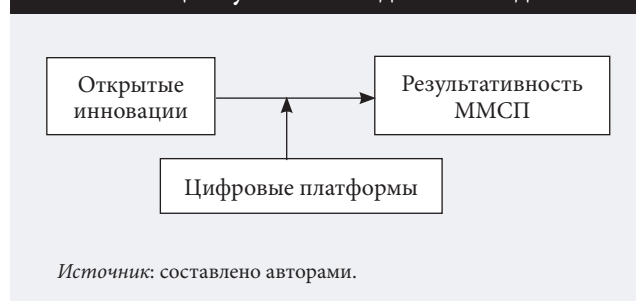 Открытые
инновации
Результативность
ММСП
Цифровые платформы
Источник: составлено авторами.